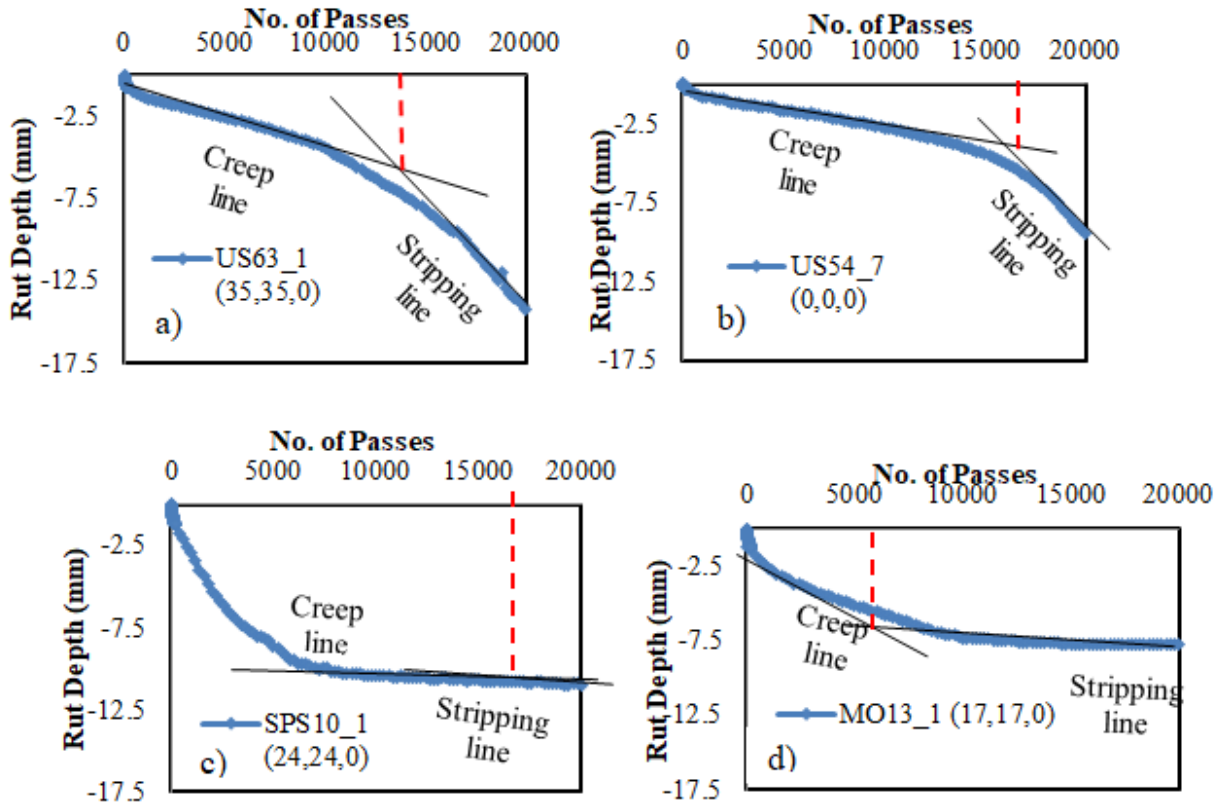 No. of Passes
0 5000 10000 15000 20000
Rut Depth (mm)
-2.5
-7.5
-12.5
-17.5
Creep
line
Stripping
line
US63_1
(35,35,0)
a)
No. of Passes
0 5000 10000 15000 20000
Rut Depth (mm)
-2.5
-7.5
-12.5
-17.5
Creep
line
Stripping
line
US54_7
(0,0,0)
b)
No. of Passes
0 5000 10000 15000 20000
Rut Depth (mm)
-2.5
-7.5
-12.5
-17.5
Creep
line
Stripping
line
SPS10_1
(24,24,0)
c)
No. of Passes
0 5000 10000 15000 20000
Rut Depth (mm)
-2.5
-7.5
-12.5
-17.5
Creep
line
Stripping
line
MO13_1 (17,17,0)
d)